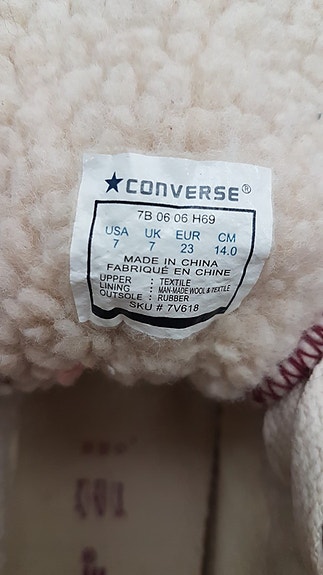 ★CONVERSE®
7B 06 06 H69
USA UK EUR CM
7 7 23 14.0
MADE IN CHINA
FABRIQUÉ EN CHINE
UPPER : TEXTILE
LINING : MAN-MADE WOOL & TEXTILE
OUTSOLE : RUBBER
SKU # 7V618